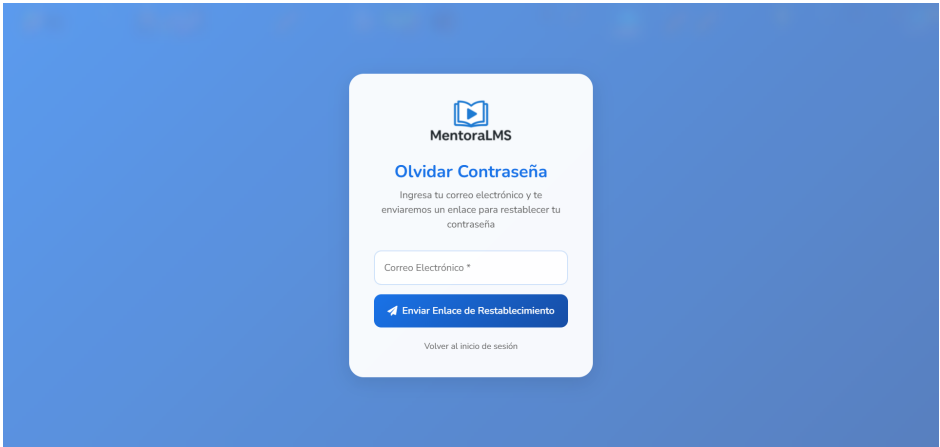 MentoraLMS
Olvidar Contraseña
Ingresa tu correo electrónico y te
enviaremos un enlace para restablecer tu
contraseña
Correo Electrónico *
Enviar Enlace de Restablecimiento
Volver al inicio de sesión